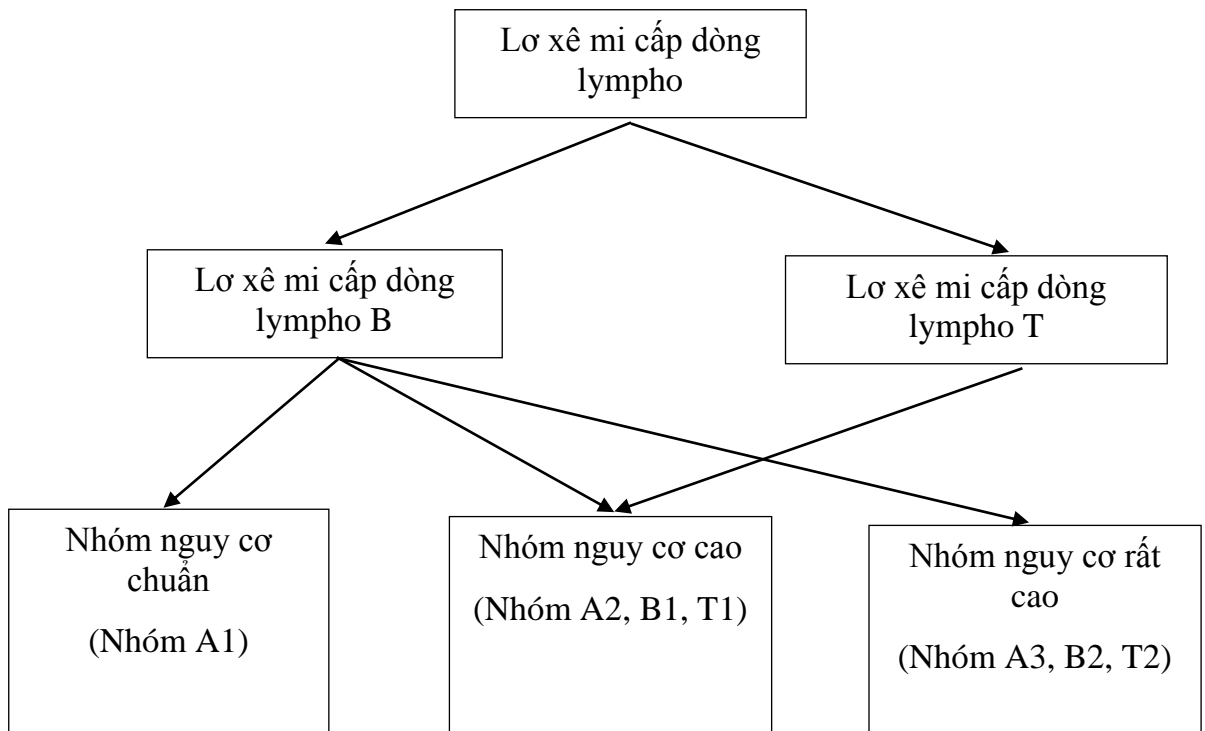 Lơ xê mi cấp dòng
lympho
Lơ xê mi cấp dòng
lympho B
Lơ xê mi cấp dòng
lympho T
Nhóm nguy cơ
chuẩn
(Nhóm A1)
Nhóm nguy cơ cao
(Nhóm A2, B1, T1)
Nhóm nguy cơ rất
cao
(Nhóm A3, B2, T2)